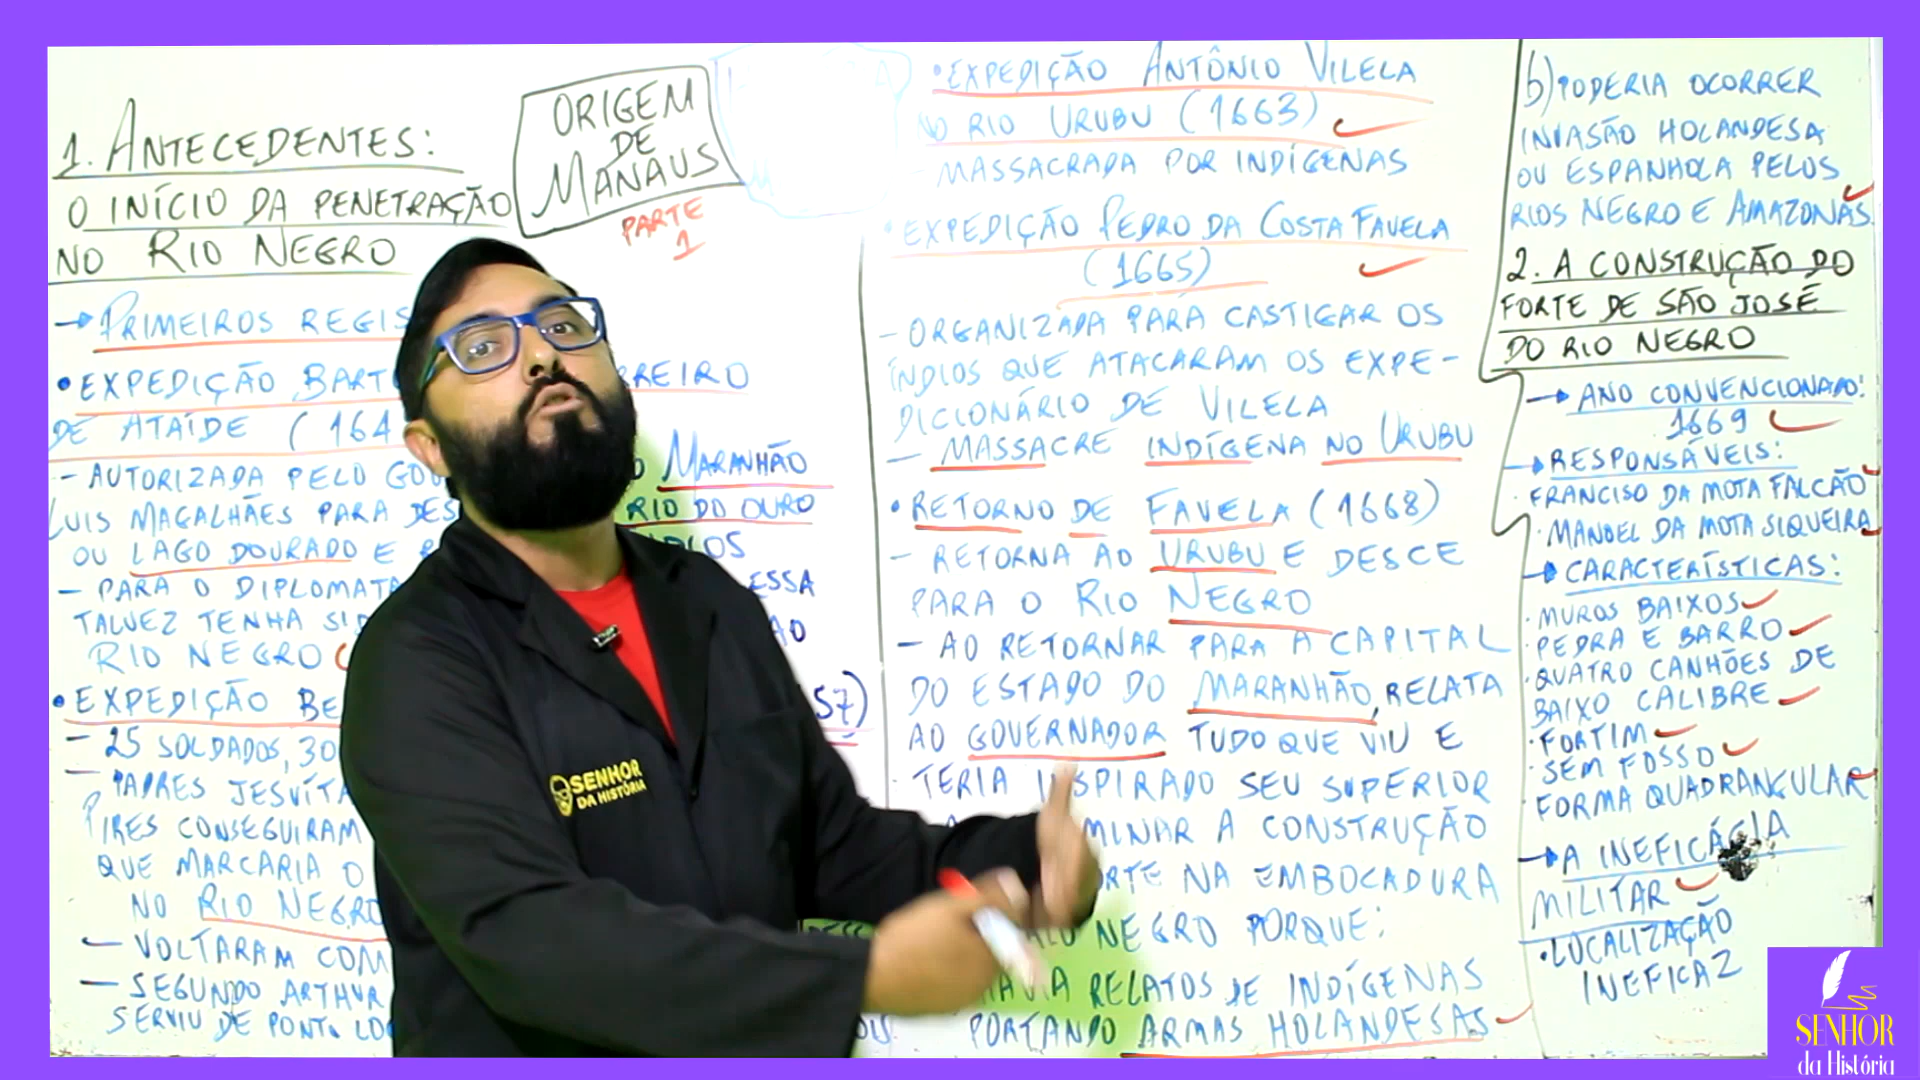 1. ANTECEDENTES:
O INÍCIO DA PENETRAÇÃO
NO RIO NEGRO
ORIGEM
DE
MANAUS
PARTE
1
→ PRIMEIROS REGIS
• EXPEDIÇÃO BART RREIRO
DE ATAÍDE (164
- AUTORIZADA PELO GOV O MARANHÃO
LUIS MAGALHÃES PARA DES RIO DO OURO
OU LAGO DOURADO E
- PARA O DIPLOMATA ESSA
TALVEZ TENHA SI ÃO
RIO NEGRO
• EXPEDIÇÃO BE 57)
- 25 SOLDADOS, 30
- PADRES JESUÍTA
PIRES CONSEGUIRAM
QUE MARCARIA O
NO RIO NEGRO
- VOLTARAM COM
- SEGUNDO ARTHUR
SERVIU DE PONT. LO
• EXPEDIÇÃO ANTÔNIO VILELA
NO RIO URUBU (1663)
- MASSACRADA POR INDÍGENAS
• EXPEDIÇÃO PEDRO DA COSTA FAVELA
(1665)
- ORGANIZADA PARA CASTIGAR OS
ÍNDIOS QUE ATACARAM OS EXPE-
DICIONÁRIO DE VILELA
- MASSACRE INDÍGENA NO URUBU
• RETORNO DE FAVELA (1668)
- RETORNA AO URUBU E DESCE
PARA O RIO NEGRO
- AO RETORNAR PARA A CAPITAL
DO ESTADO DO MARANHÃO, RELATA
AO GOVERNADOR TUDO QUE VIU E
TERIA INSPIRADO SEU SUPERIOR
A MINAR A CONSTRUÇÃO
ORTE NA EMBOCADURA
NEGRO PORQUE:
HAVIA RELATOS DE INDÍGENAS
PORTANDO ARMAS HOLANDESAS
b) PODERIA OCORRER
INVASÃO HOLANDESA
OU ESPANHOLA PELOS
RIOS NEGRO E AMAZONAS.
2. A CONSTRUÇÃO DO
FORTE DE SÃO JOSÉ
DO RIO NEGRO
→ ANO CONVENCIONADO:
1669
→ RESPONSÁVEIS:
· FRANCISO DA MOTA FALCÃO
· MANOEL DA MOTA SIQUEIRA
→ CARACTERÍSTICAS:
· MUROS BAIXOS
· PEDRA E BARRO
· QUATRO CANHÕES DE
BAIXO CALIBRE
· FORTIM
· SEM FOSSO
· FORMA QUADRANGULAR
→ A INEFICÁCIA
MILITAR
· LOCALIZAÇÃO
INEFICAZ
SENHOR
DA HISTÓRIA
SENHOR
da História